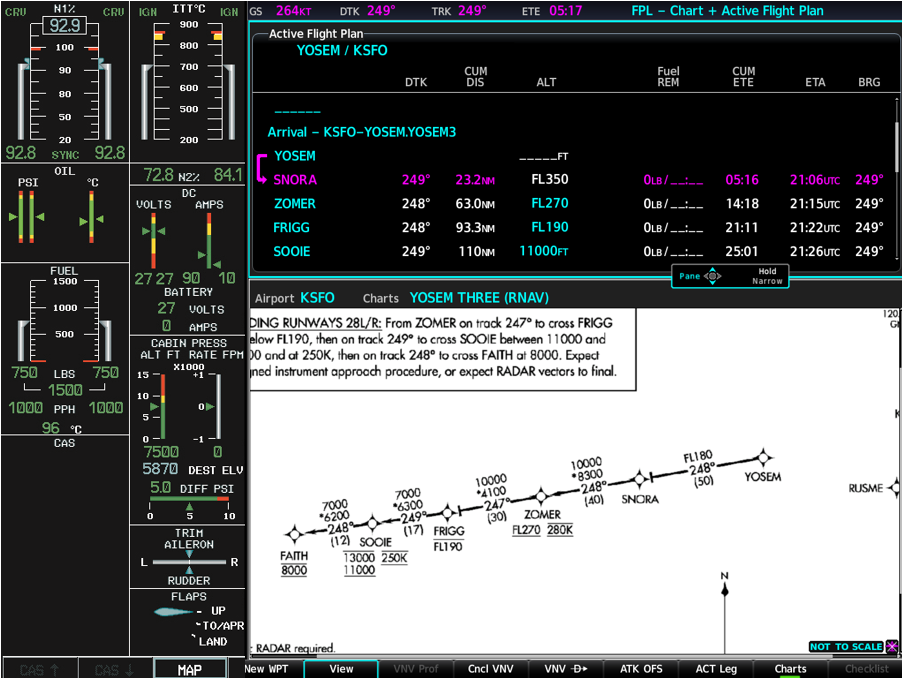 CRU N1% CRU
92.9
100
90
80
50
20
92.8 SYNC 92.8
IGN ITT°C IGN
900
800
700
600
500
200
72.8 N2% 84.1
OIL
PSI °C
DC
VOLTS AMPS
27 27 90 10
BATTERY
27 VOLTS
0 AMPS
FUEL
1500
1000
500
750 LBS 750
1500
1000 PPH 1000
96 °C
CABIN PRESS
ALT FT RATE FPM
X1000
15 +1
10
5 0
0 -1
7500 0
5870 DEST ELV
5.0 DIFF PSI
0 5 10
CAS
TRIM
AILERON
L R
RUDDER
FLAPS
UP
TO/APR
LAND
GS 264KT DTK 249° TRK 249° ETE 05:17 FPL – Chart + Active Flight Plan
Active Flight Plan
YOSEM / KSFO
DTK CUM DIS ALT Fuel REM CUM ETE ETA BRG
______
Arrival – KSFO–YOSEM.YOSEM3
YOSEM _____FT
SNORA 249° 23.2NM FL350 0LB/__:__ 05:16 21:06UTC 249°
ZOMER 248° 63.0NM FL270 0LB/__:__ 14:18 21:15UTC 248°
FRIGG 248° 93.3NM FL190 0LB/__:__ 21:11 21:22UTC 249°
SOOIE 249° 110NM 11000FT 0LB/__:__ 25:01 21:26UTC 249°
Pane Hold Narrow
Airport KSFO Charts YOSEM THREE (RNAV)
DING RUNWAYS 28L/R: From ZOMER on track 247° to cross FRIGG
elow FL190, then on track 249° to cross SOOIE between 11000 and
00 and at 250K, then on track 248° to cross FAITH at 8000. Expect
gned instrument approach procedure, or expect RADAR vectors to final.
120
K
FL180
248°
(50)
YOSEM
RUSME
10000
*8300
248°
(40)
SNORA
10000
*4100
247°
(30)
ZOMER
FL270 280K
7000
*6300
249°
(17)
FRIGG
FL190
7000
*6200
248°
(12)
SOOIE
13000 250K
11000
FAITH
8000
N
: RADAR required.
NOT TO SCALE
CAS ↑ CAS ↓ MAP New WPT View VNV Prof Cncl VNV VNV –D→ ATK OFS ACT Leg Charts Checklist